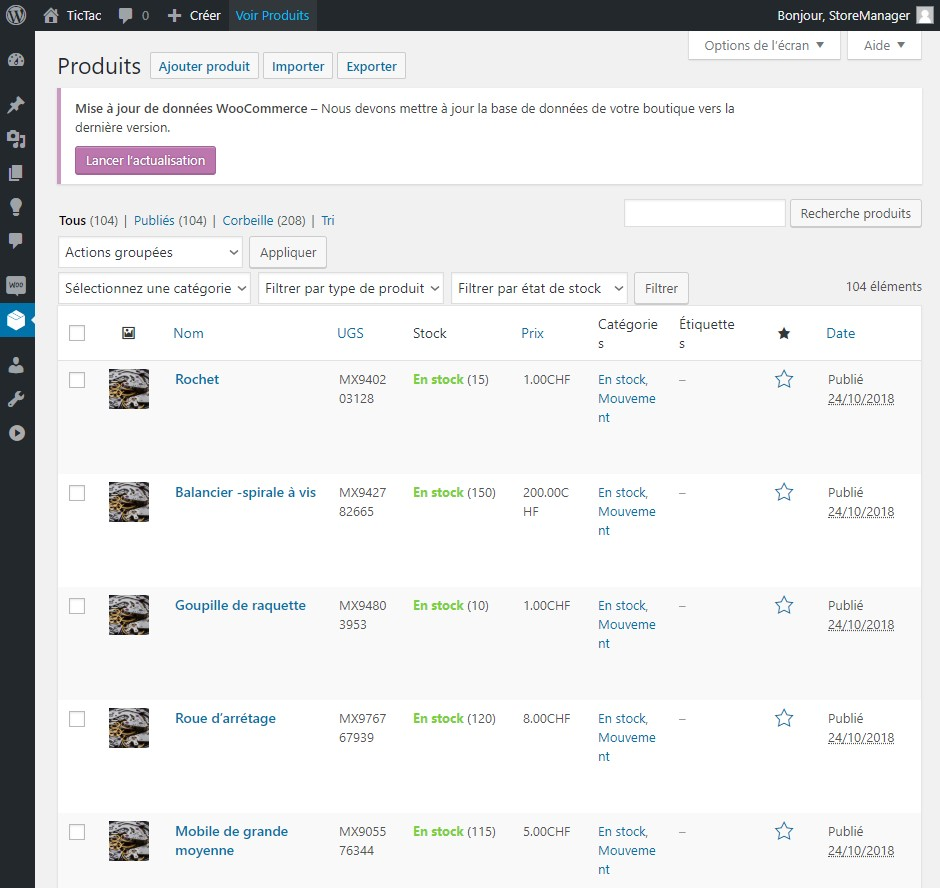 TicTac 0 Créer Voir Produits Bonjour, StoreManager
Options de l'écran Aide
Produits Ajouter produit Importer Exporter
Mise à jour de données WooCommerce – Nous devons mettre à jour la base de données de votre boutique vers la
dernière version.
Lancer l'actualisation
Tous (104) | Publiés (104) | Corbeille (208) | Tri
Recherche produits
Actions groupées Appliquer
Sélectionnez une catégorie Filtrer par type de produit Filtrer par état de stock Filtrer 104 éléments
Nom UGS Stock Prix Catégorie Étiquette Date
s s
Rochet MX9402 En stock (15) 1.00CHF En stock, – Publié
03128 Mouveme 24/10/2018
nt
Balancier -spirale à vis MX9427 En stock (150) 200.00C En stock, – Publié
82665 HF Mouveme 24/10/2018
nt
Goupille de raquette MX9480 En stock (10) 1.00CHF En stock, – Publié
3953 Mouveme 24/10/2018
nt
Roue d'arrétage MX9767 En stock (120) 8.00CHF En stock, – Publié
67939 Mouveme 24/10/2018
nt
Mobile de grande MX9055 En stock (115) 5.00CHF En stock, – Publié
moyenne 76344 Mouveme 24/10/2018
nt